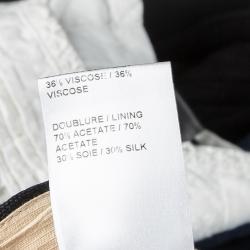 36% VISCOSE / 36%
VISCOSE
DOUBLURE / LINING
70% ACETATE / 70%
ACETATE
30% SOIE / 30% SILK